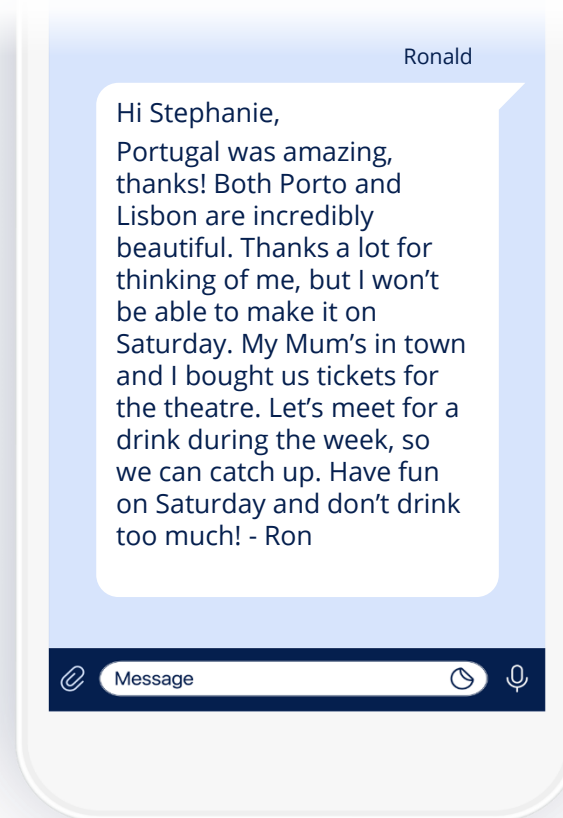 Ronald
Hi Stephanie,
Portugal was amazing,
thanks! Both Porto and
Lisbon are incredibly
beautiful. Thanks a lot for
thinking of me, but I won’t
be able to make it on
Saturday. My Mum’s in town
and I bought us tickets for
the theatre. Let’s meet for a
drink during the week, so
we can catch up. Have fun
on Saturday and don’t drink
too much! - Ron
Message